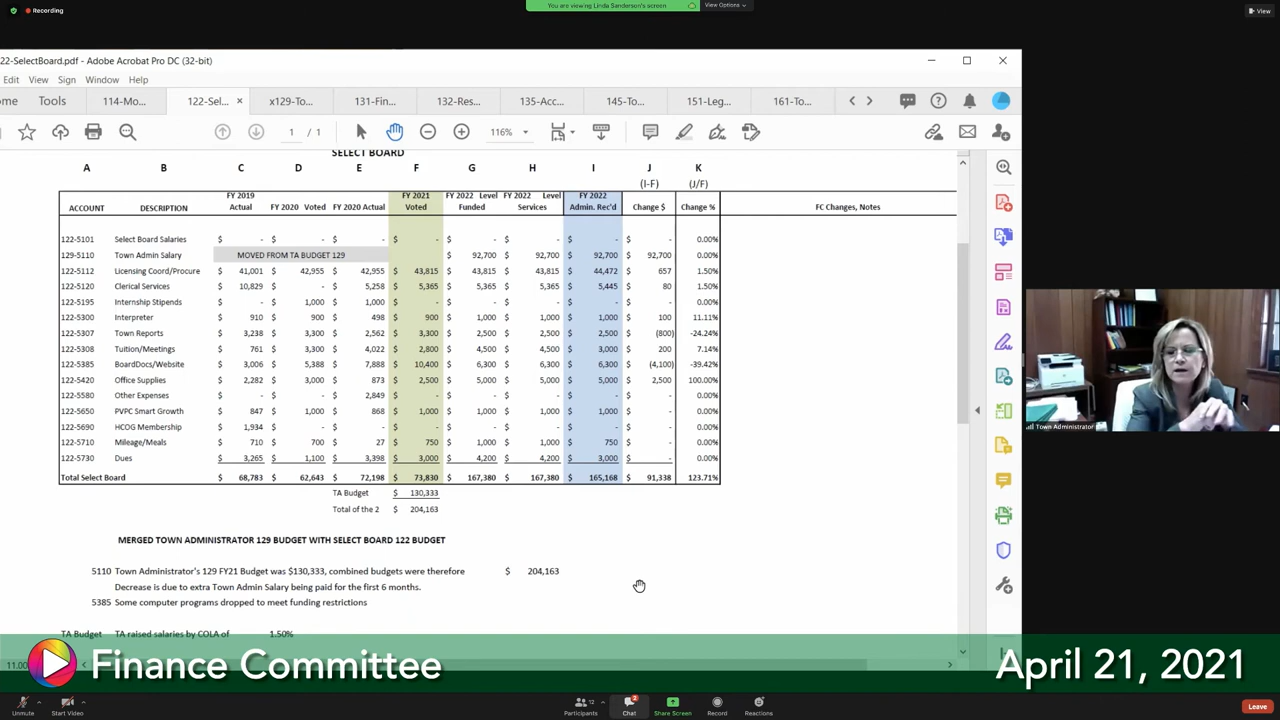 Recording
You are viewing Linda Sanderson's screen
View Options
View
122-SelectBoard.pdf - Adobe Acrobat Pro DC (32-bit)
Edit View Sign Window Help
ome Tools 114-Mo... 122-Sel... x129-To... 131-Fin... 132-Res... 135-Acc... 145-To... 151-Leg... 161-To...
1 / 1 116%
SELECT BOARD
A B C D E F G H I J K
(I-F) (J/F)
ACCOUNT DESCRIPTION FY 2019 Actual FY 2020 Voted FY 2020 Actual FY 2021 Voted FY 2022 Level Funded FY 2022 Level Services FY 2022 Admin. Rec'd Change $ Change % FC Changes, Notes
122-5101 Select Board Salaries $ - $ - $ - $ - $ - $ - $ - $ - 0.00%
129-5110 Town Admin Salary MOVED FROM TA BUDGET 129 $ 92,700 $ 92,700 $ 92,700 $ 92,700 0.00%
122-5112 Licensing Coord/Procure $ 41,001 $ 42,955 $ 42,955 $ 43,815 $ 43,815 $ 43,815 $ 44,472 $ 657 1.50%
122-5120 Clerical Services $ 10,829 $ - $ 5,258 $ 5,365 $ 5,365 $ 5,365 $ 5,445 $ 80 1.50%
122-5195 Internship Stipends $ - $ 1,000 $ 1,000 $ - $ - $ - $ - $ - 0.00%
122-5300 Interpreter $ 910 $ 900 $ 498 $ 900 $ 1,000 $ 1,000 $ 1,000 $ 100 11.11%
122-5307 Town Reports $ 3,238 $ 3,300 $ 2,562 $ 3,300 $ 2,500 $ 2,500 $ 2,500 $ (800) -24.24%
122-5308 Tuition/Meetings $ 761 $ 3,300 $ 4,022 $ 2,800 $ 4,500 $ 4,500 $ 3,000 $ 200 7.14%
122-5385 BoardDocs/Website $ 3,006 $ 5,388 $ 7,888 $ 10,400 $ 6,300 $ 6,300 $ 6,300 $ (4,100) -39.42%
122-5420 Office Supplies $ 2,282 $ 3,000 $ 873 $ 2,500 $ 5,000 $ 5,000 $ 5,000 $ 2,500 100.00%
122-5580 Other Expenses $ - $ - $ 2,849 $ - $ - $ - $ - $ - 0.00%
122-5650 PVPC Smart Growth $ 847 $ 1,000 $ 868 $ 1,000 $ 1,000 $ 1,000 $ 1,000 $ - 0.00%
122-5690 HCOG Membership $ 1,934 $ - $ - $ - $ - $ - $ - $ - 0.00%
122-5710 Mileage/Meals $ 710 $ 700 $ 27 $ 750 $ 1,000 $ 1,000 $ 750 $ - 0.00%
122-5730 Dues $ 3,265 $ 1,100 $ 3,398 $ 3,000 $ 4,200 $ 4,200 $ 3,000 $ - 0.00%
Total Select Board $ 68,783 $ 62,643 $ 72,198 $ 73,830 $ 167,380 $ 167,380 $ 165,168 $ 91,338 123.71%
TA Budget $ 130,333
Total of the 2 $ 204,163
MERGED TOWN ADMINISTRATOR 129 BUDGET WITH SELECT BOARD 122 BUDGET
5110 Town Administrator's 129 FY21 Budget was $130,333, combined budgets were therefore $ 204,163
Decrease is due to extra Town Admin Salary being paid for the first 6 months.
5385 Some computer programs dropped to meet funding restrictions
TA Budget TA raised salaries by COLA of 1.50%
Town Administrator
11.00
Finance Committee
April 21, 2021
Unmute Start Video Participants 12 Chat 2 Share Screen Record Reactions Leave